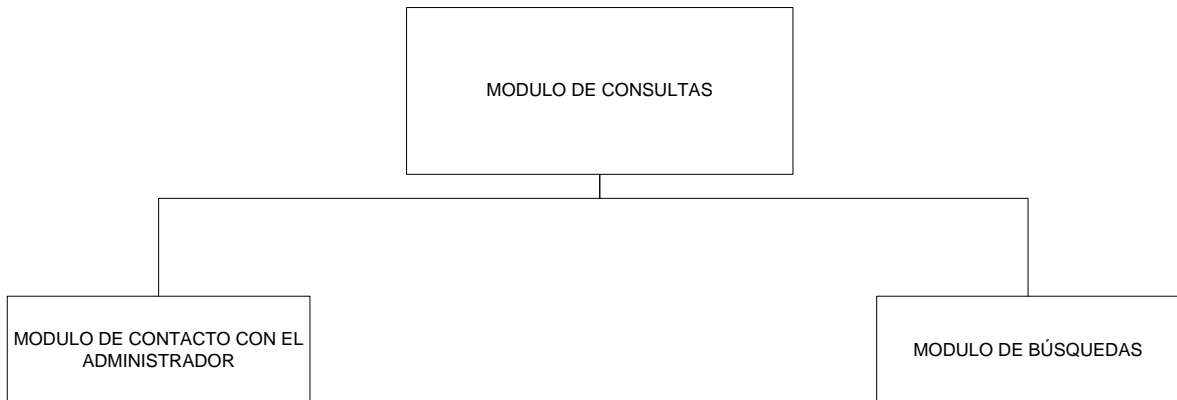 MODULO DE CONSULTAS
MODULO DE CONTACTO CON EL
ADMINISTRADOR
MODULO DE BÚSQUEDAS